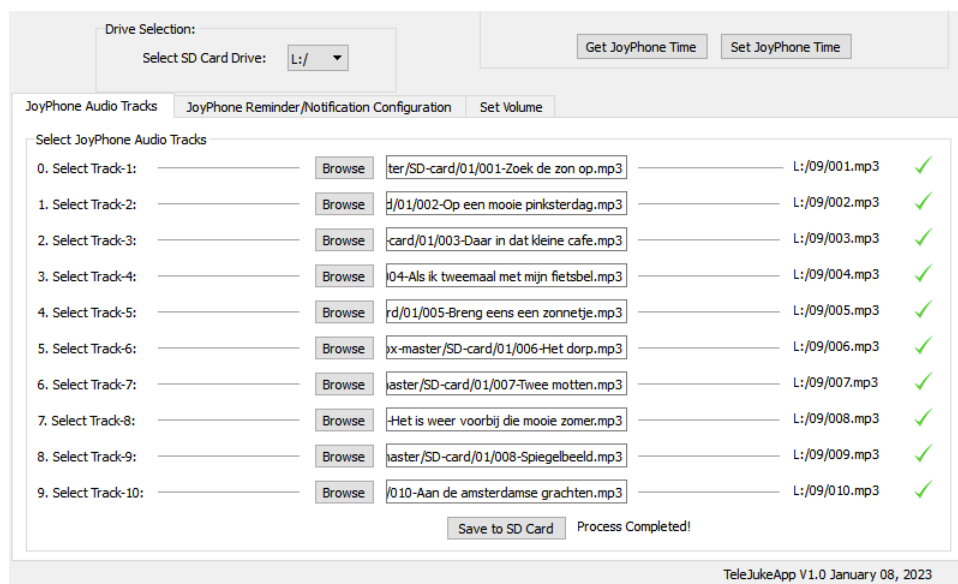 Drive Selection:
Select SD Card Drive: L:/
Get JoyPhone Time Set JoyPhone Time
JoyPhone Audio Tracks JoyPhone Reminder/Notification Configuration Set Volume
Select JoyPhone Audio Tracks
0. Select Track-1: Browse ter/SD-card/01/001-Zoek de zon op.mp3 L:/09/001.mp3
1. Select Track-2: Browse d/01/002-Op een mooie pinksterdag.mp3 L:/09/002.mp3
2. Select Track-3: Browse -card/01/003-Daar in dat kleine cafe.mp3 L:/09/003.mp3
3. Select Track-4: Browse 004-Als ik tweemaal met mijn fietsbel.mp3 L:/09/004.mp3
4. Select Track-5: Browse rd/01/005-Breng eens een zonnetje.mp3 L:/09/005.mp3
5. Select Track-6: Browse ox-master/SD-card/01/006-Het dorp.mp3 L:/09/006.mp3
6. Select Track-7: Browse master/SD-card/01/007-Twee motten.mp3 L:/09/007.mp3
7. Select Track-8: Browse -Het is weer voorbij die mooie zomer.mp3 L:/09/008.mp3
8. Select Track-9: Browse master/SD-card/01/008-Spiegelbeeld.mp3 L:/09/009.mp3
9. Select Track-10: Browse /010-Aan de amsterdamse grachten.mp3 L:/09/010.mp3
Save to SD Card Process Completed!
TeleJukeApp V1.0 January 08, 2023